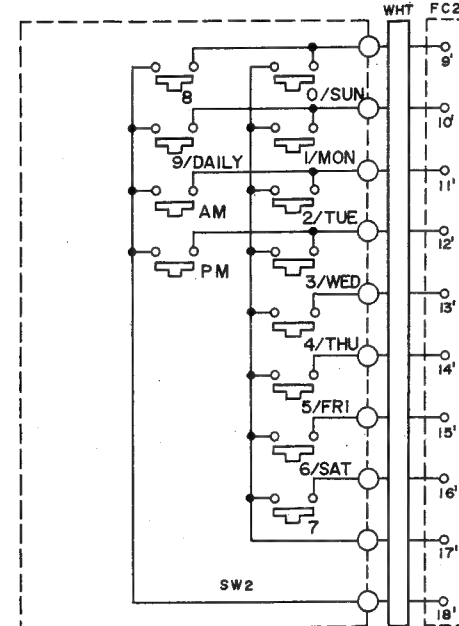 WHT FC2
9'
8
0/SUN
10'
9/DAILY
1/MON
11'
AM
2/TUE
12'
PM
3/WED
13'
4/THU
14'
5/FRI
15'
6/SAT
16'
7
17'
SW2
18'